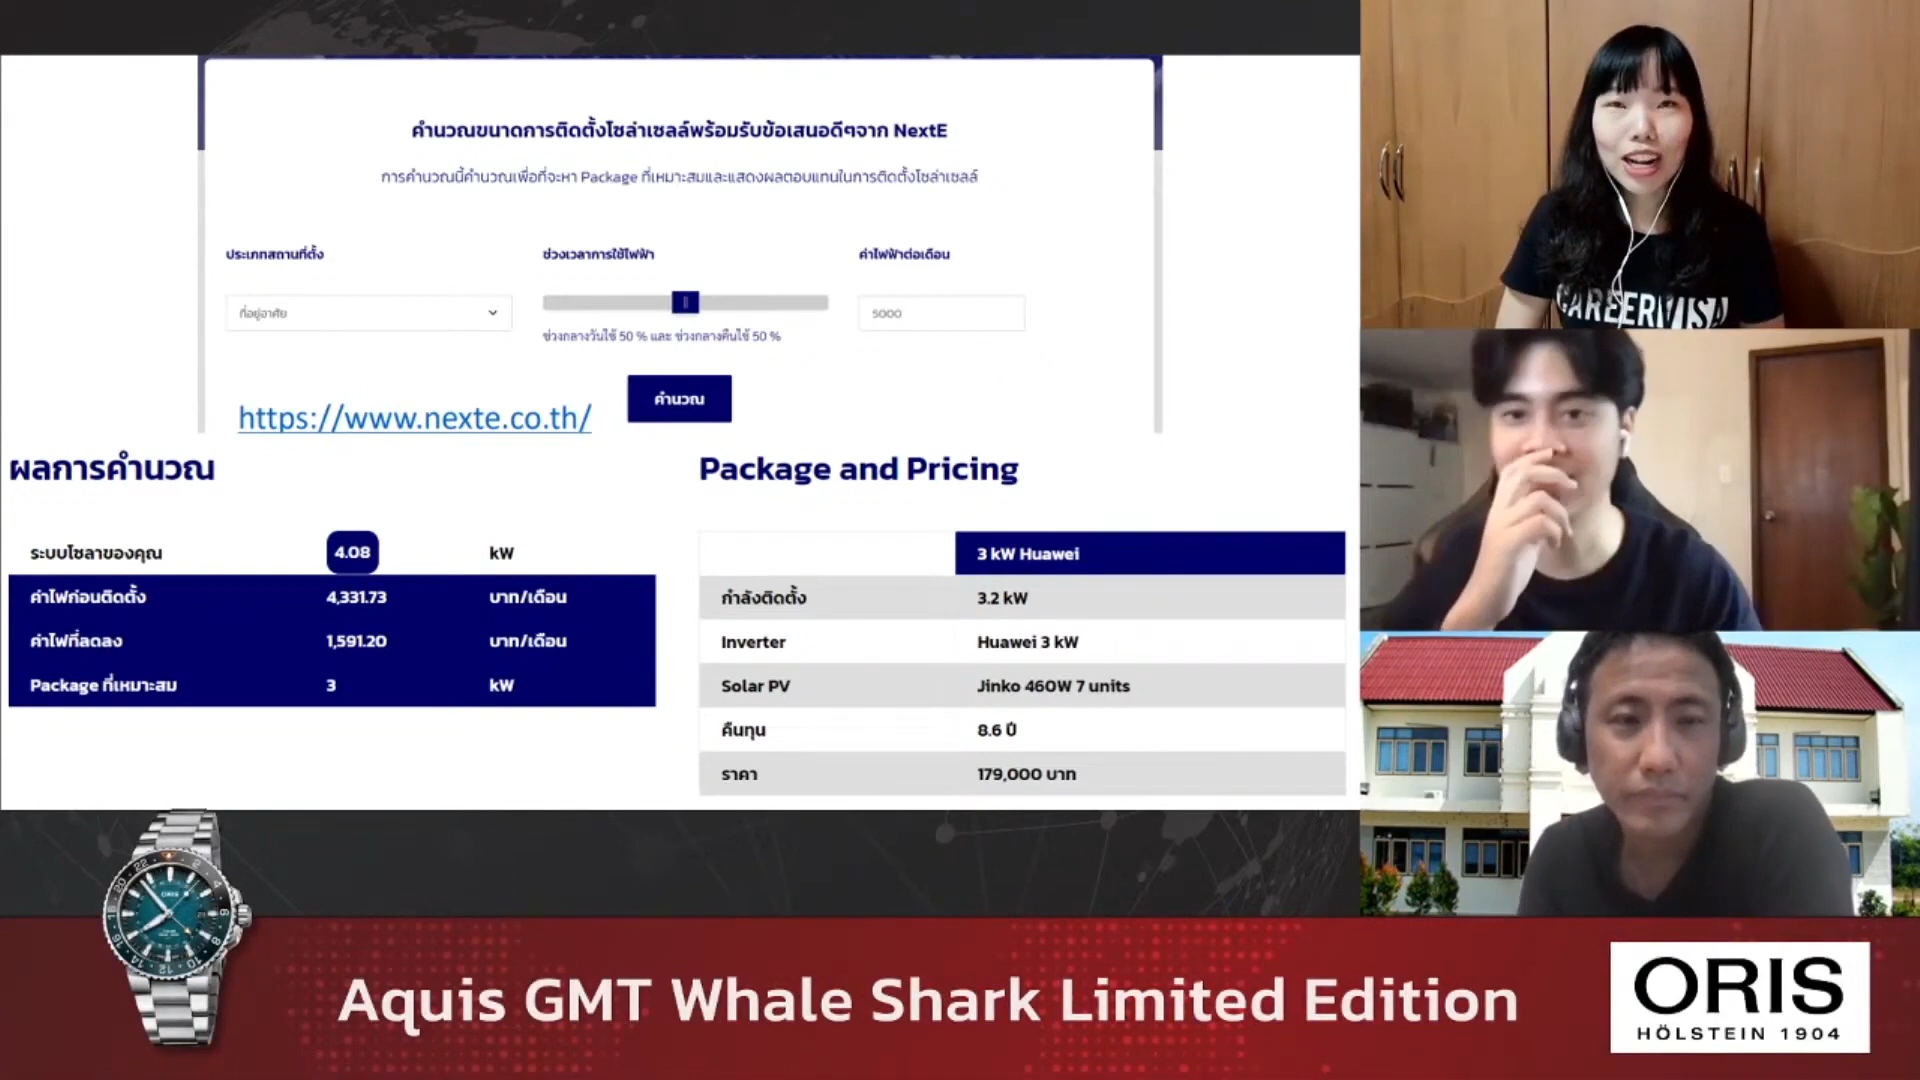 คำนวณขนาดการติดตั้งโซล่าเซลล์พร้อมรับข้อเสนอดีๆจาก NextE
การคำนวณนี้คำนวณเพื่อที่จะหา Package ที่เหมาะสมและแสดงผลตอบแทนในการติดตั้งโซล่าเซลล์
ประเภทสถานที่ตั้ง
ช่วงเวลาการใช้ไฟฟ้า
ค่าไฟฟ้าต่อเดือน
ที่อยู่อาศัย
5000
ช่วงกลางวันใช้ 50 % และ ช่วงกลางคืนใช้ 50 %
คำนวณ
https://www.nexte.co.th/
ผลการคำนวณ
ระบบโซลาของคุณ 4.08 kW
ค่าไฟก่อนติดตั้ง 4,331.73 บาท/เดือน
ค่าไฟที่ลดลง 1,591.20 บาท/เดือน
Package ที่เหมาะสม 3 kW
Package and Pricing
3 kW Huawei
กำลังติดตั้ง 3.2 kW
Inverter Huawei 3 kW
Solar PV Jinko 460W 7 units
คืนทุน 8.6 ปี
ราคา 179,000 บาท
CAREERVISA
ORIS
Aquis GMT Whale Shark Limited Edition
ORIS
HÖLSTEIN 1904